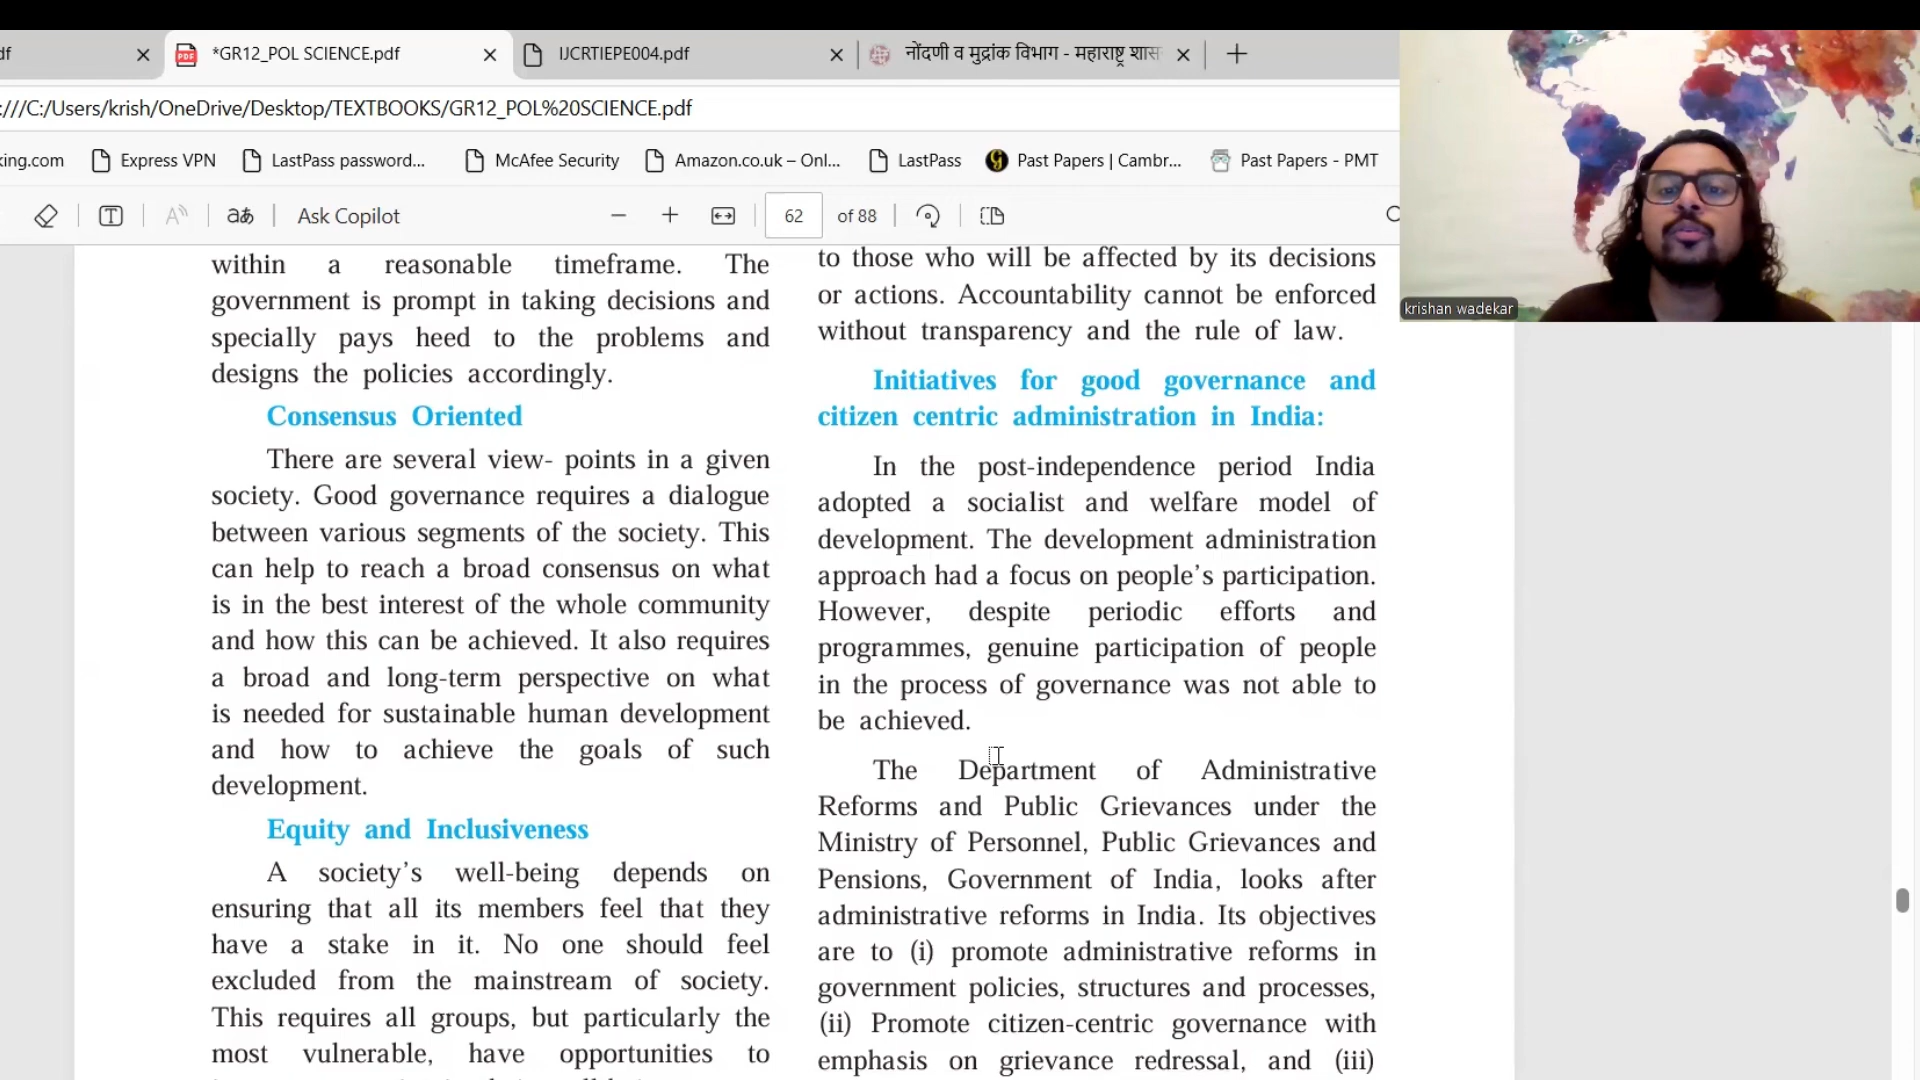 df
*GR12_POL SCIENCE.pdf
IJCRTIEPE004.pdf
नोंदणी व मुद्रांक विभाग - महाराष्ट्र शास
:///C:/Users/krish/OneDrive/Desktop/TEXTBOOKS/GR12_POL%20SCIENCE.pdf
king.com
Express VPN
LastPass password...
McAfee Security
Amazon.co.uk – Onl...
LastPass
Past Papers | Cambr...
Past Papers - PMT
Ask Copilot
62 of 88
krishan wadekar
within a reasonable timeframe. The
government is prompt in taking decisions and
specially pays heed to the problems and
designs the policies accordingly.
Consensus Oriented
There are several view- points in a given
society. Good governance requires a dialogue
between various segments of the society. This
can help to reach a broad consensus on what
is in the best interest of the whole community
and how this can be achieved. It also requires
a broad and long-term perspective on what
is needed for sustainable human development
and how to achieve the goals of such
development.
Equity and Inclusiveness
A society's well-being depends on
ensuring that all its members feel that they
have a stake in it. No one should feel
excluded from the mainstream of society.
This requires all groups, but particularly the
most vulnerable, have opportunities to
to those who will be affected by its decisions
or actions. Accountability cannot be enforced
without transparency and the rule of law.
Initiatives for good governance and
citizen centric administration in India:
In the post-independence period India
adopted a socialist and welfare model of
development. The development administration
approach had a focus on people's participation.
However, despite periodic efforts and
programmes, genuine participation of people
in the process of governance was not able to
be achieved.
The Department of Administrative
Reforms and Public Grievances under the
Ministry of Personnel, Public Grievances and
Pensions, Government of India, looks after
administrative reforms in India. Its objectives
are to (i) promote administrative reforms in
government policies, structures and processes,
(ii) Promote citizen-centric governance with
emphasis on grievance redressal, and (iii)